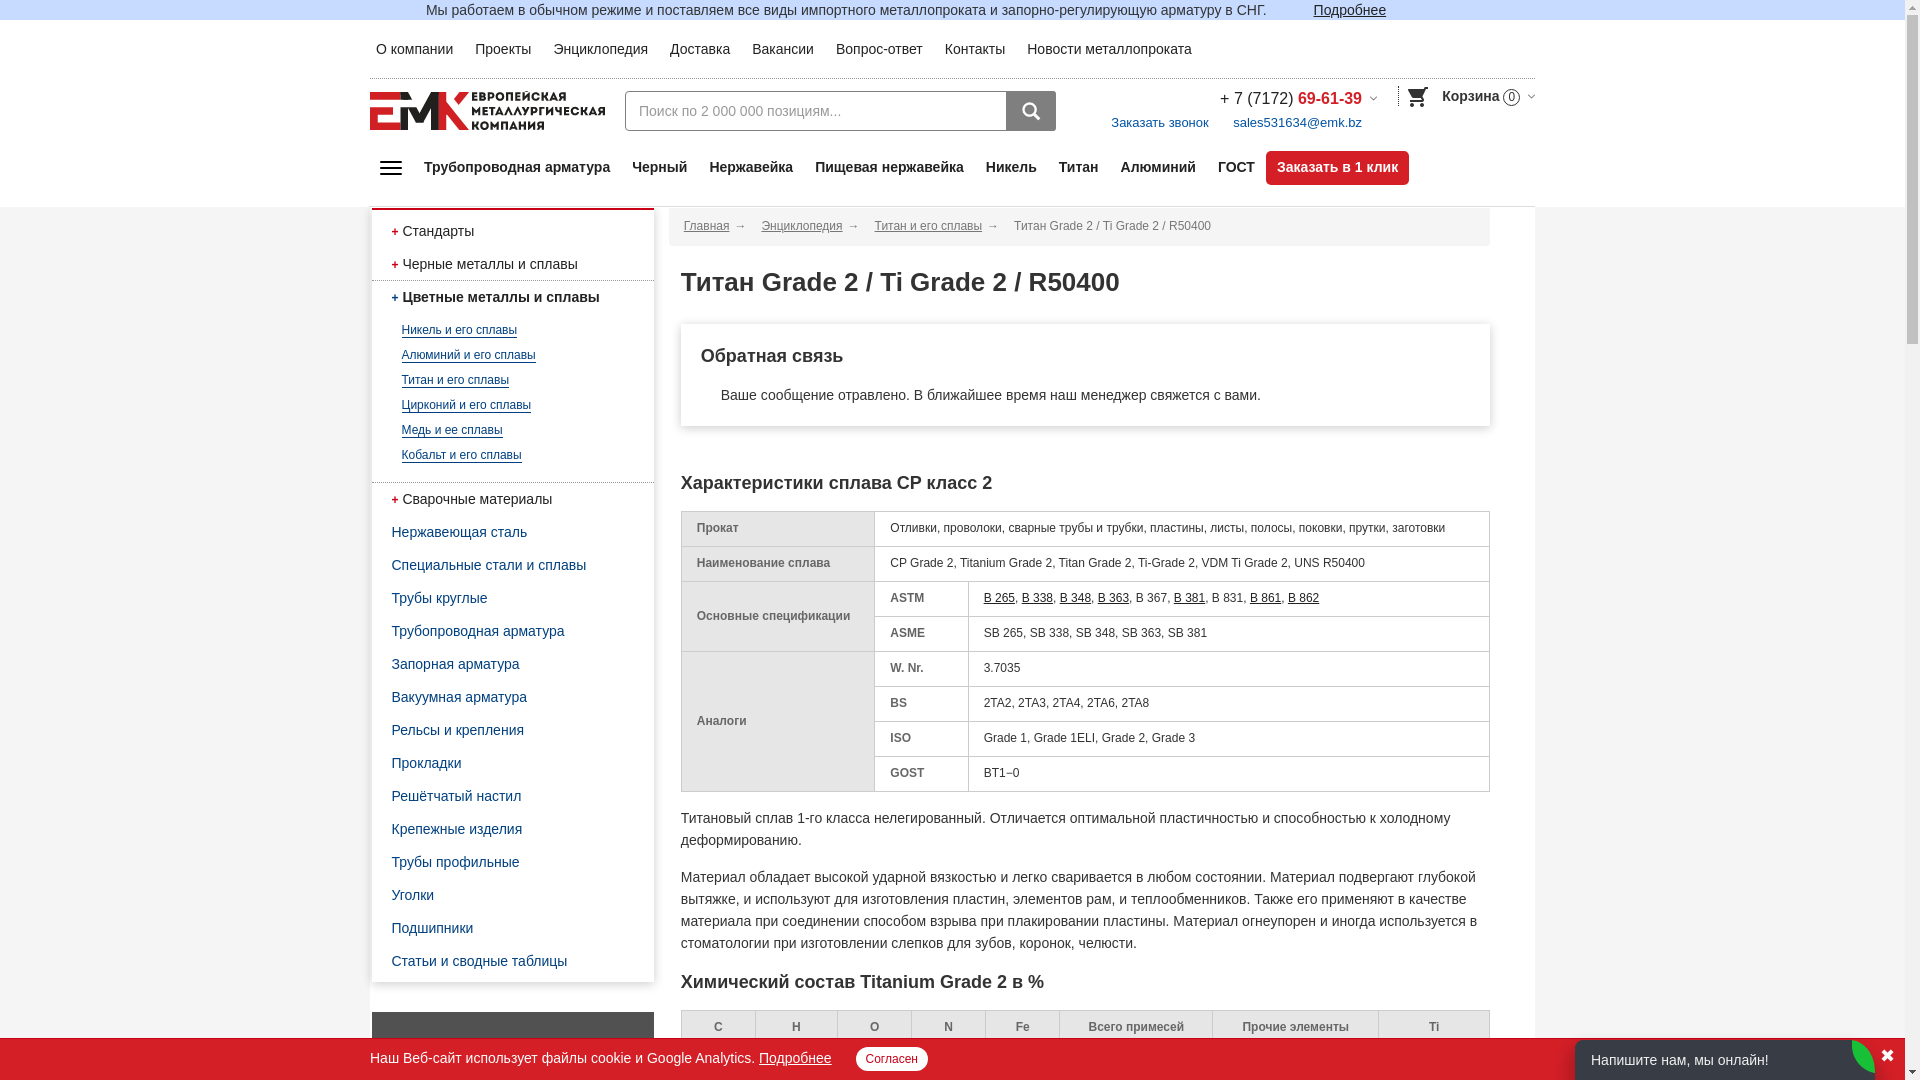 Мы работаем в обычном режиме и поставляем все виды импортного металлопроката и запорно-регулирующую арматуру в СНГ. Подробнее
О компании Проекты Энциклопедия Доставка Вакансии Вопрос-ответ Контакты Новости металлопроката
ЕМК ЕВРОПЕЙСКАЯ
МЕТАЛЛУРГИЧЕСКАЯ
КОМПАНИЯ
Поиск по 2 000 000 позициям...
+ 7 (7172) 69-61-39
Заказать звонок sales531634@emk.bz
Корзина 0
Трубопроводная арматура Черный Нержавейка Пищевая нержавейка Никель Титан Алюминий ГОСТ Заказать в 1 клик
+ Стандарты
+ Черные металлы и сплавы
+ Цветные металлы и сплавы
Никель и его сплавы
Алюминий и его сплавы
Титан и его сплавы
Цирконий и его сплавы
Медь и ее сплавы
Кобальт и его сплавы
+ Сварочные материалы
Нержавеющая сталь
Специальные стали и сплавы
Трубы круглые
Трубопроводная арматура
Запорная арматура
Вакуумная арматура
Рельсы и крепления
Прокладки
Решётчатый настил
Крепежные изделия
Трубы профильные
Уголки
Подшипники
Статьи и сводные таблицы
Главная → Энциклопедия → Титан и его сплавы → Титан Grade 2 / Ti Grade 2 / R50400
Титан Grade 2 / Ti Grade 2 / R50400
Обратная связь
Ваше сообщение отравлено. В ближайшее время наш менеджер свяжется с вами.
Характеристики сплава CP класс 2
Прокат Отливки, проволоки, сварные трубы и трубки, пластины, листы, полосы, поковки, прутки, заготовки
Наименование сплава CP Grade 2, Titanium Grade 2, Titan Grade 2, Ti-Grade 2, VDM Ti Grade 2, UNS R50400
Основные спецификации ASTM B 265, B 338, B 348, B 363, B 367, B 381, B 831, B 861, B 862
ASME SB 265, SB 338, SB 348, SB 363, SB 381
Аналоги W. Nr. 3.7035
BS 2TA2, 2TA3, 2TA4, 2TA6, 2TA8
ISO Grade 1, Grade 1ELI, Grade 2, Grade 3
GOST BT1−0
Титановый сплав 1-го класса нелегированный. Отличается оптимальной пластичностью и способностью к холодному
деформированию.
Материал обладает высокой ударной вязкостью и легко сваривается в любом состоянии. Материал подвергают глубокой
вытяжке, и используют для изготовления пластин, элементов рам, и теплообменников. Также его применяют в качестве
материала при соединении способом взрыва при плакировании пластины. Материал огнеупорен и иногда используется в
стоматологии при изготовлении слепков для зубов, коронок, челюсти.
Химический состав Titanium Grade 2 в %
C H O N Fe Всего примесей Прочие элементы Ti
Наш Веб-сайт использует файлы cookie и Google Analytics. Подробнее Согласен
Напишите нам, мы онлайн!